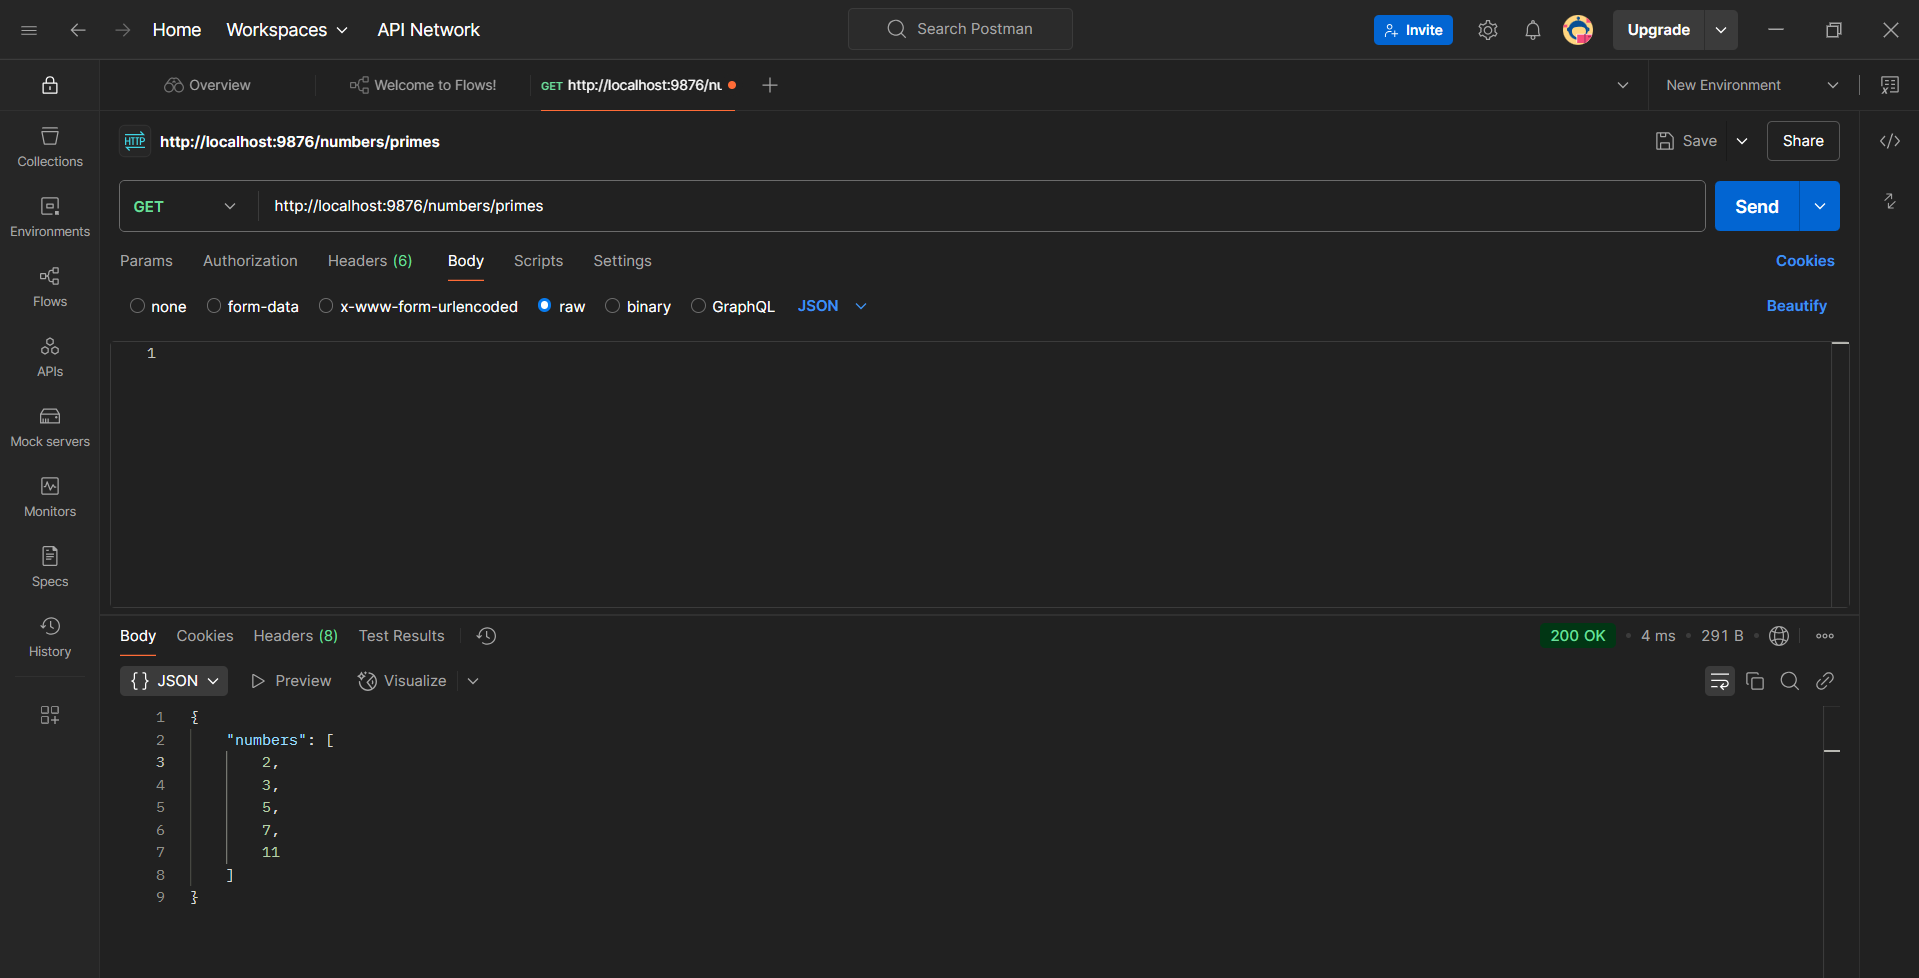 Home Workspaces API Network Search Postman Invite Upgrade
Overview Welcome to Flows! GET http://localhost:9876/nu New Environment
HTTP http://localhost:9876/numbers/primes Save Share
Collections
GET http://localhost:9876/numbers/primes Send
Environments
Params Authorization Headers (6) Body Scripts Settings Cookies
none form-data x-www-form-urlencoded raw binary GraphQL JSON Beautify
Flows
1
APIs
Mock servers
Monitors
Specs
History
Body Cookies Headers (8) Test Results 200 OK • 4 ms • 291 B •
{} JSON Preview Visualize
1 {
2 "numbers": [
3 2,
4 3,
5 5,
6 7,
7 11
8 ]
9 }